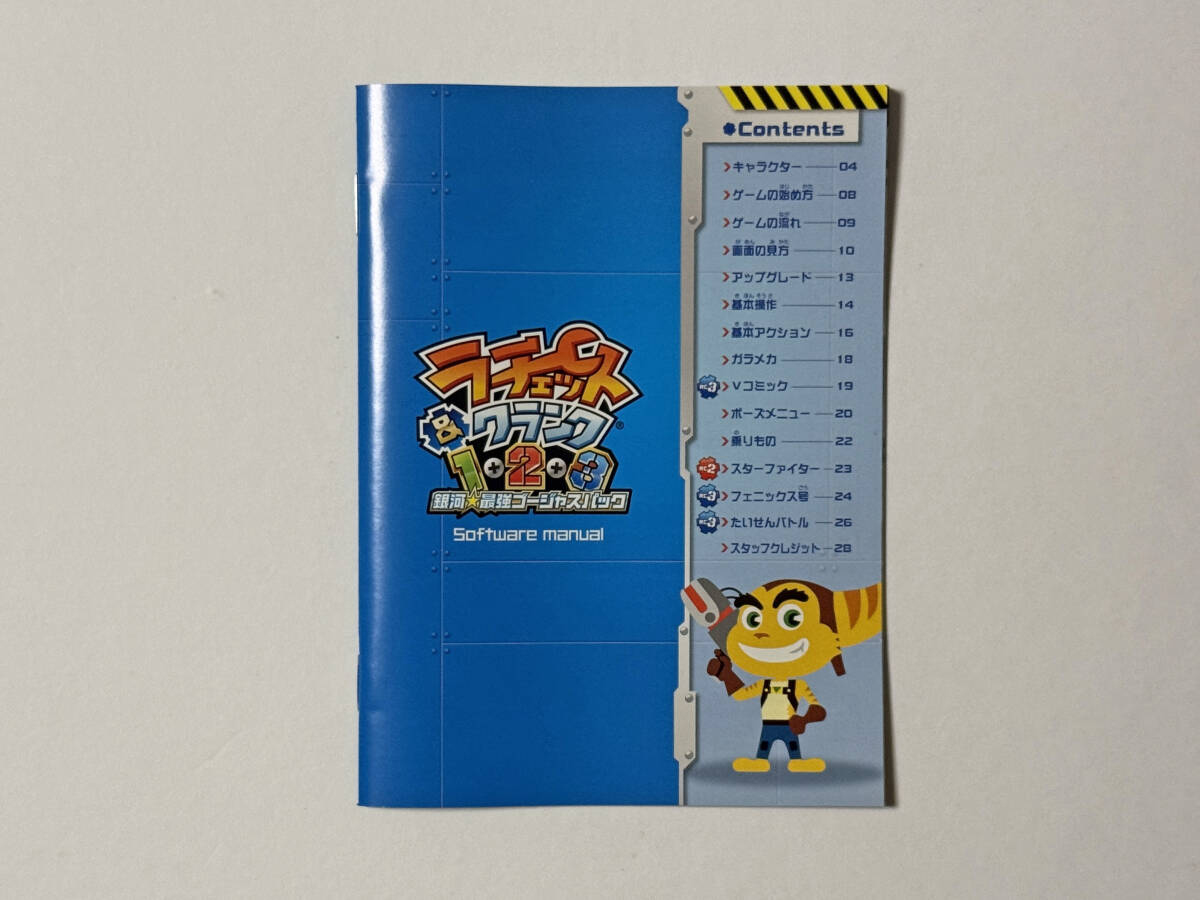 ラチェット
&クランク®
1+2+3
銀河★最強ゴージャスパック
Software manual
Contents
キャラクター 04
ゲームの始め方 08
ゲームの流れ 09
画面の見方 10
アップグレード 13
基本操作 14
基本アクション 16
ガラメカ 18
RC3 Vコミック 19
ポーズメニュー 20
乗りもの 22
RC2 スターファイター 23
RC3 フェニックス号 24
RC3 たいせんバトル 26
スタッフクレジット 28